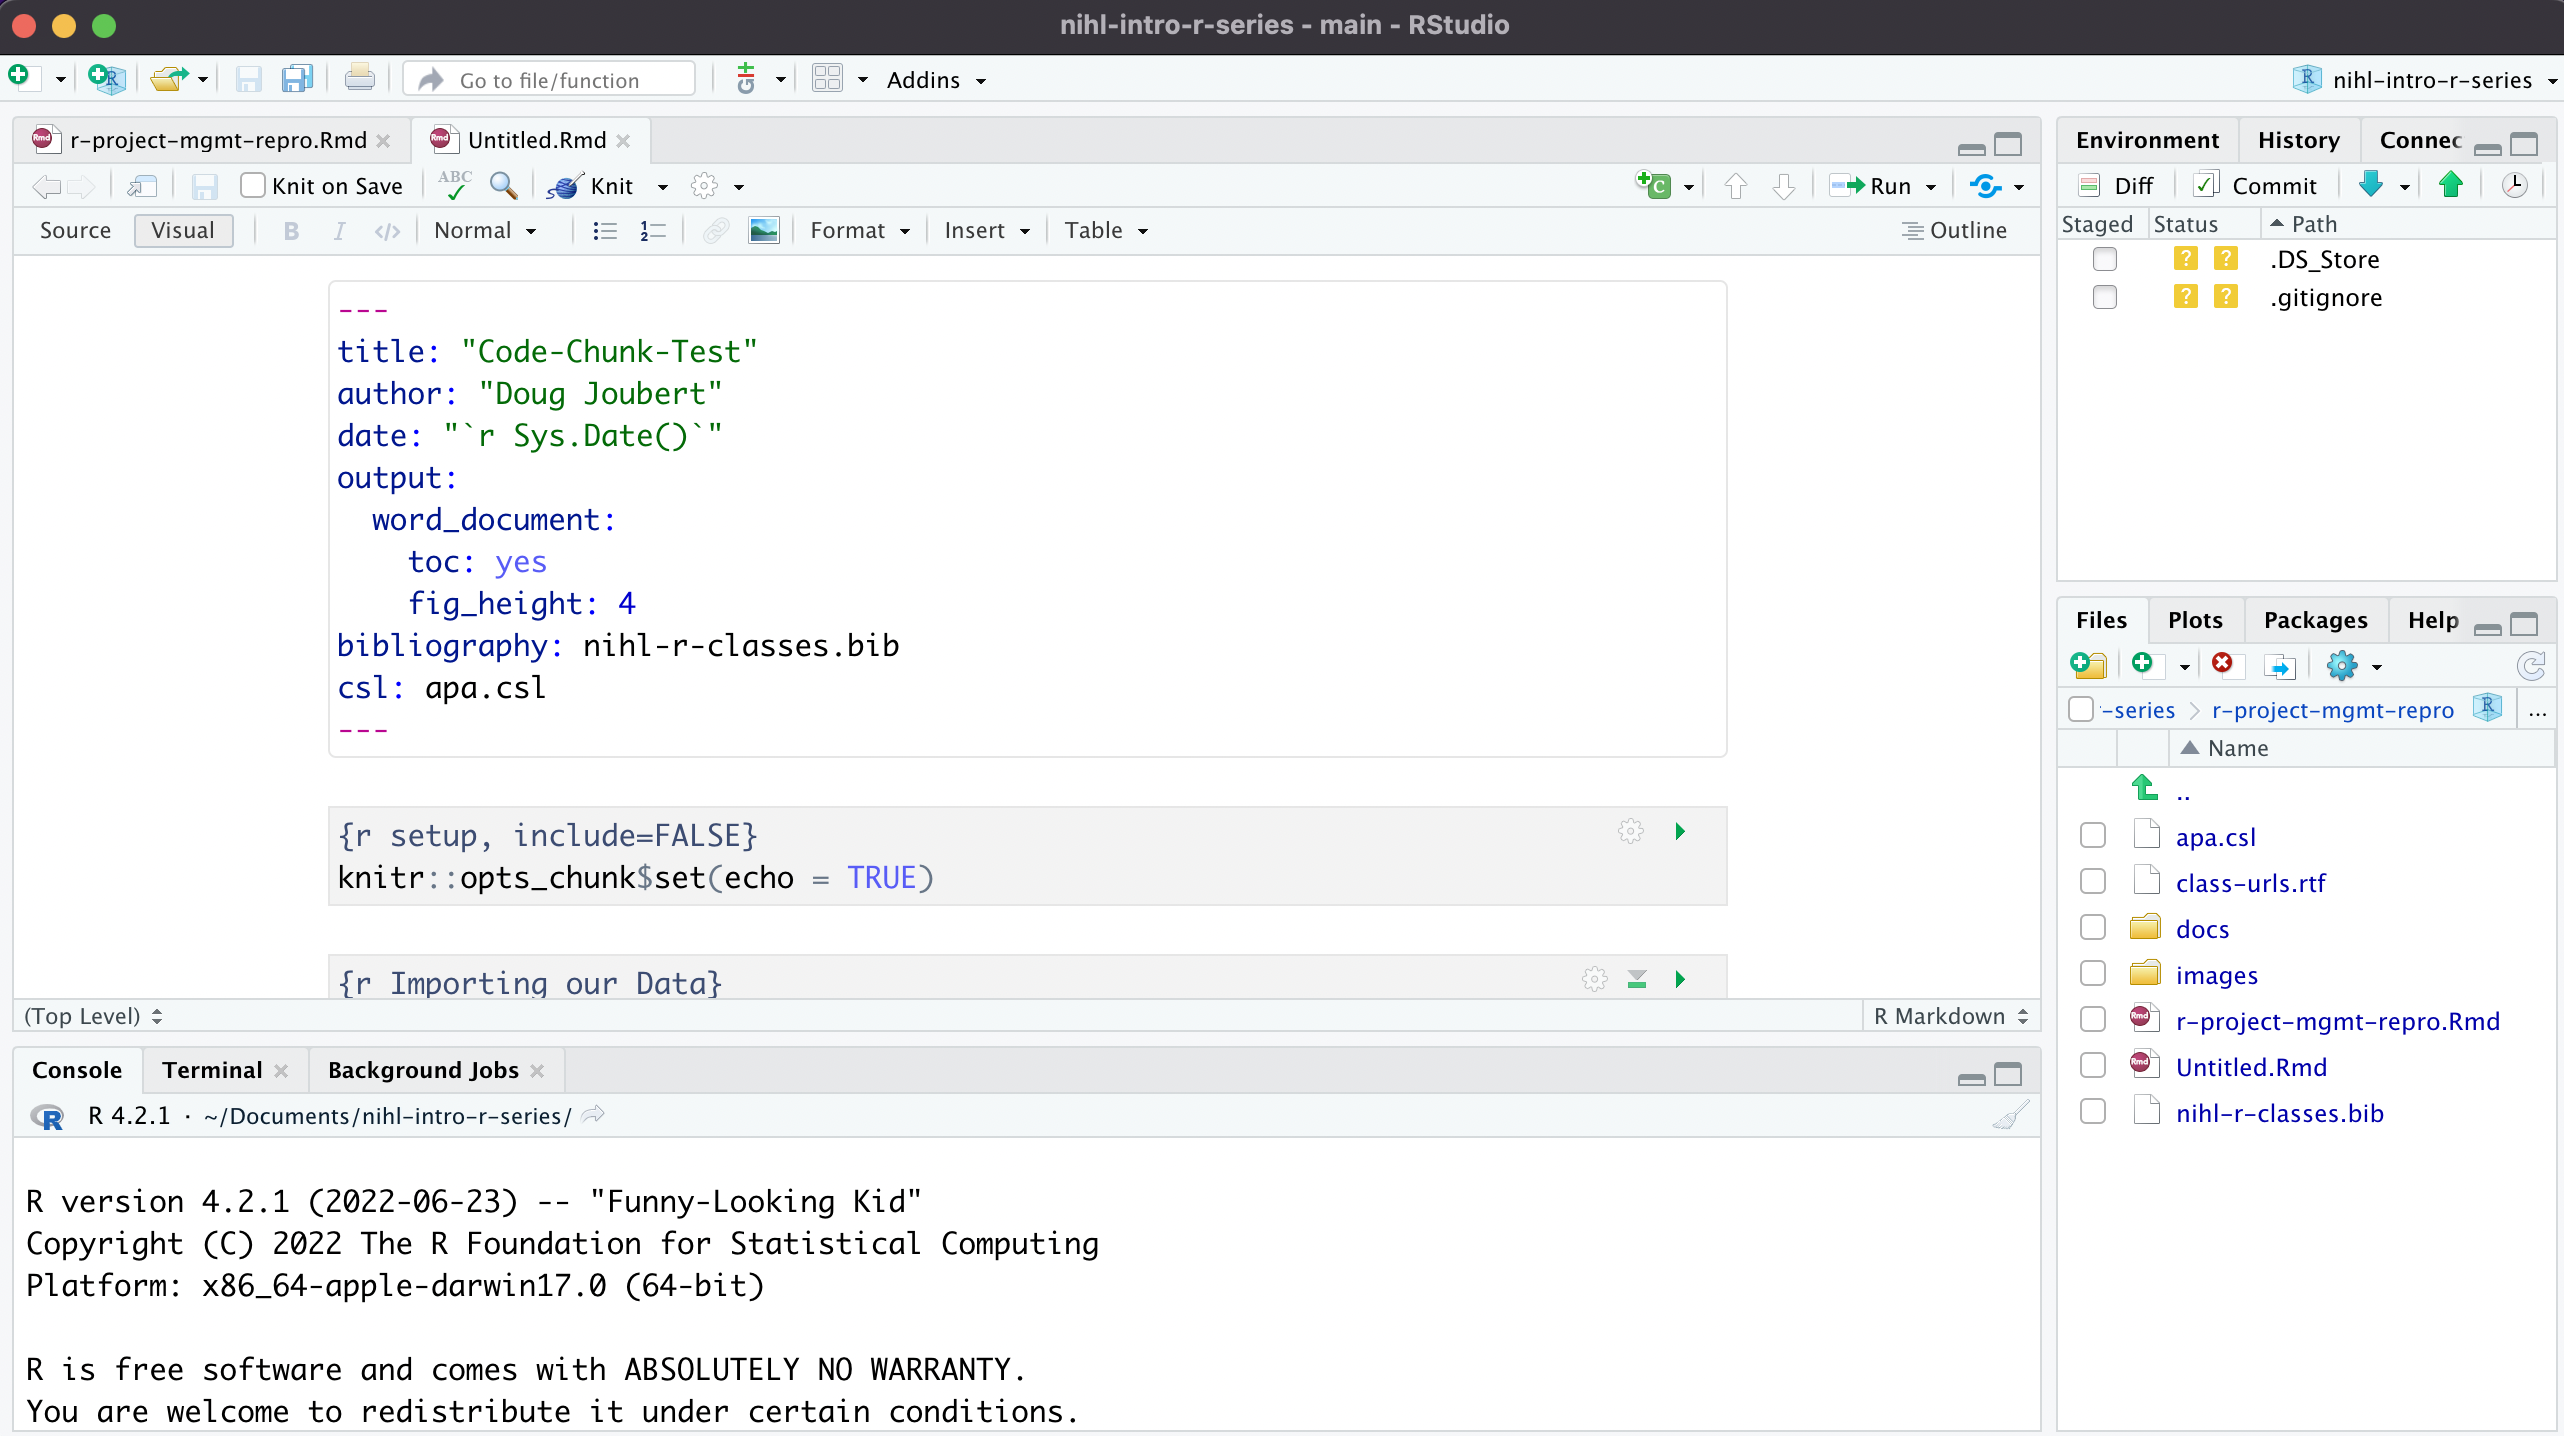 nihl-intro-r-series - main - RStudio
Go to file/function
Addins
nihl-intro-r-series
r-project-mgmt-repro.Rmd
Untitled.Rmd
Knit on Save
ABC
Knit
Run
Source
Visual
B I </>
Normal
Format
Insert
Table
Outline
---
title: "Code-Chunk-Test"
author: "Doug Joubert"
date: "`r Sys.Date()`"
output:
word_document:
toc: yes
fig_height: 4
bibliography: nihl-r-classes.bib
csl: apa.csl
---
{r setup, include=FALSE}
knitr::opts_chunk$set(echo = TRUE)
{r Importing our Data}
(Top Level)
R Markdown
Console
Terminal
Background Jobs
R 4.2.1 · ~/Documents/nihl-intro-r-series/
R version 4.2.1 (2022-06-23) -- "Funny-Looking Kid"
Copyright (C) 2022 The R Foundation for Statistical Computing
Platform: x86_64-apple-darwin17.0 (64-bit)
R is free software and comes with ABSOLUTELY NO WARRANTY.
You are welcome to redistribute it under certain conditions.
Environment
History
Connec
Diff
Commit
Staged
Status
Path
? ? .DS_Store
? ? .gitignore
Files
Plots
Packages
Help
-series > r-project-mgmt-repro
...
Name
..
apa.csl
class-urls.rtf
docs
images
r-project-mgmt-repro.Rmd
Untitled.Rmd
nihl-r-classes.bib